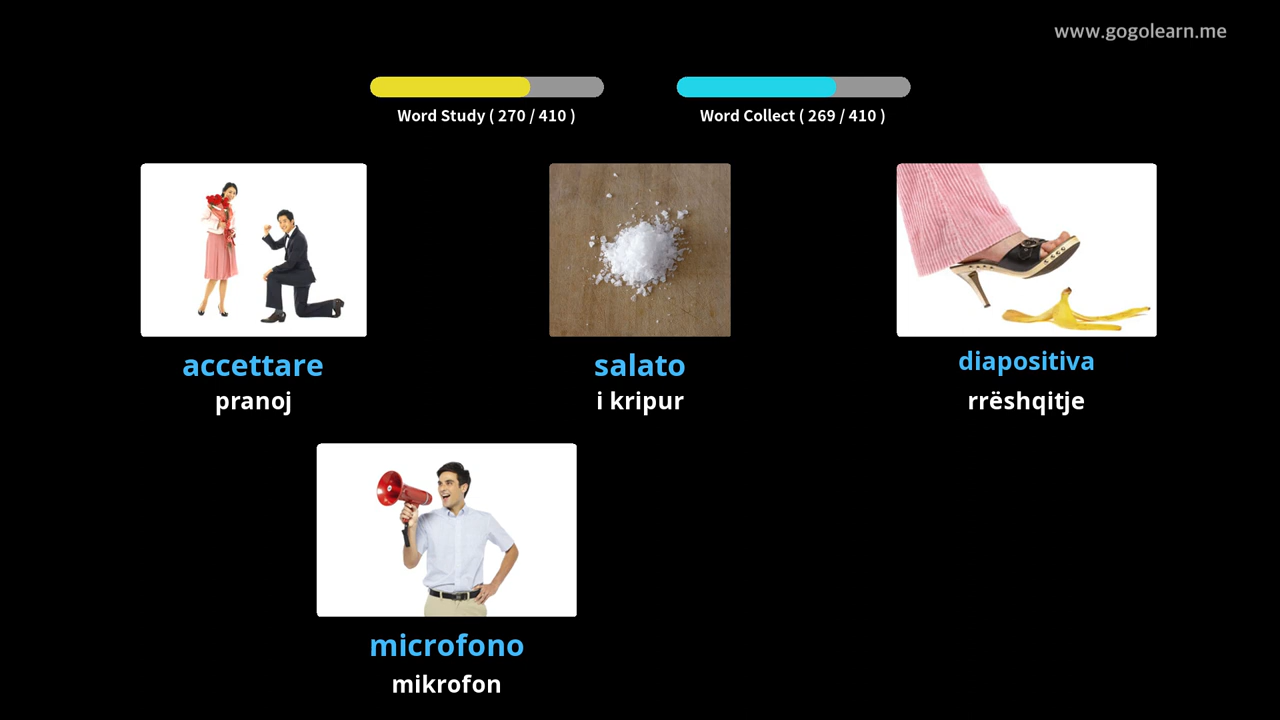 www.gogolearn.me
Word Study ( 270 / 410 )
Word Collect ( 269 / 410 )
accettare
pranoj
salato
i kripur
diapositiva
rrëshqitje
microfono
mikrofon